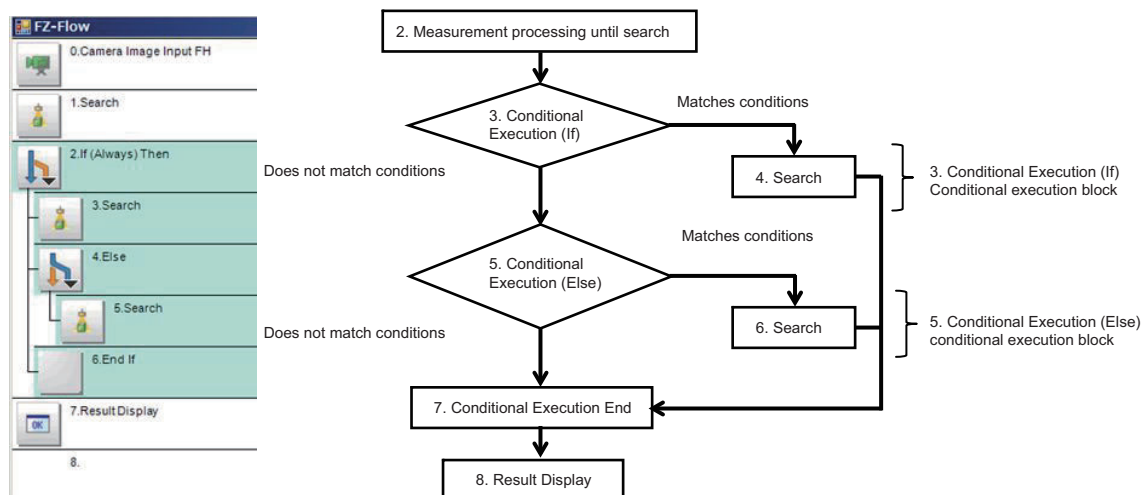 FZ-Flow
0.Camera Image Input FH
1.Search
2.If (Always) Then
3.Search
4.Else
5.Search
6.End If
7.Result Display
OK
8.
2. Measurement processing until search
3. Conditional
Execution (If)
Matches conditions
Does not match conditions
4. Search
3. Conditional Execution (If)
Conditional execution block
5. Conditional
Execution (Else)
Matches conditions
Does not match conditions
6. Search
5. Conditional Execution (Else)
conditional execution block
7. Conditional Execution End
8. Result Display